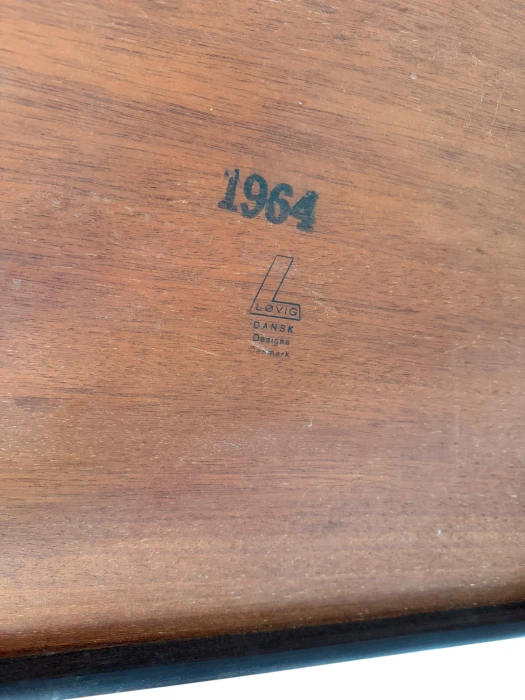 1964
L
LØVIG
DANSK
Designs
Denmark